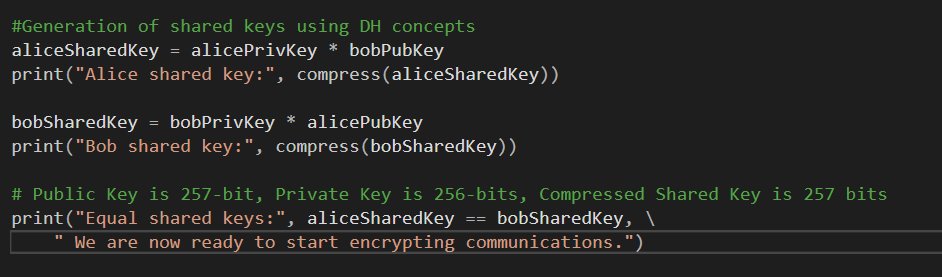 #Generation of shared keys using DH concepts
aliceSharedKey = alicePrivKey * bobPubKey
print("Alice shared key:", compress(aliceSharedKey))
bobSharedKey = bobPrivKey * alicePubKey
print("Bob shared key:", compress(bobSharedKey))
# Public Key is 257-bit, Private Key is 256-bits, Compressed Shared Key is 257 bits
print("Equal shared keys:", aliceSharedKey == bobSharedKey, \
    " We are now ready to start encrypting communications.")